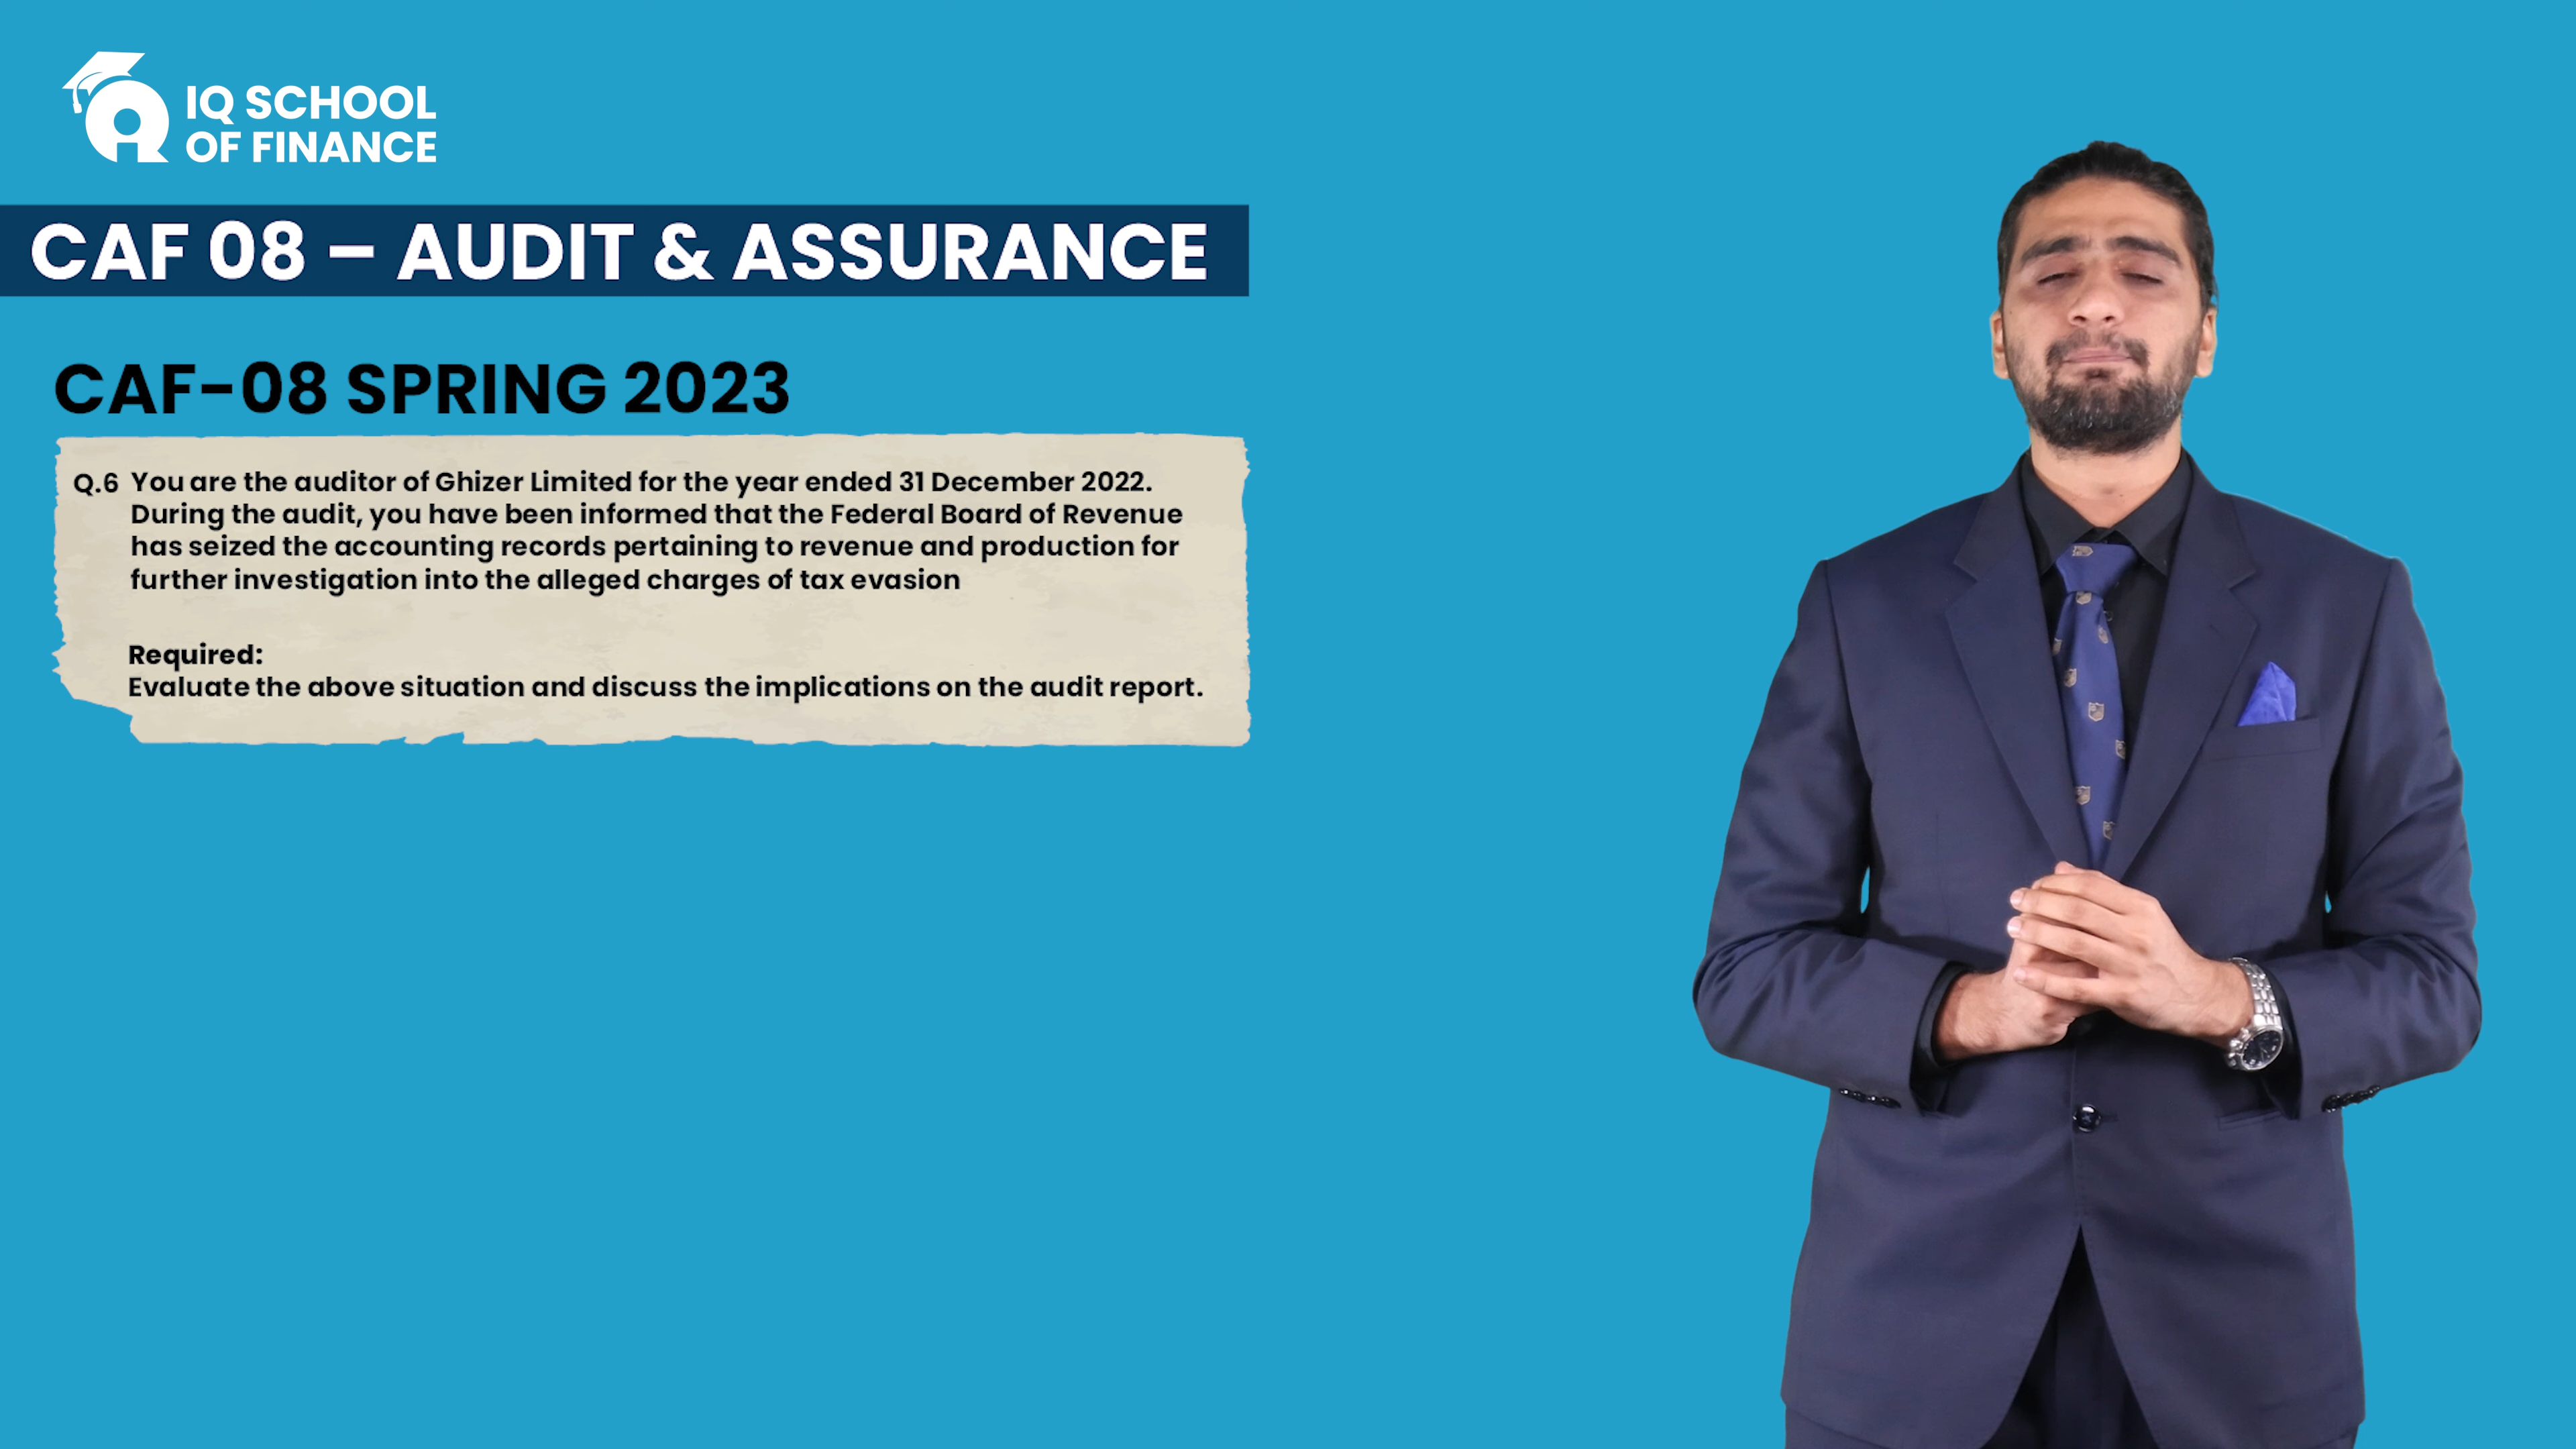 IQ SCHOOL
OF FINANCE
CAF 08 – AUDIT & ASSURANCE
CAF-08 SPRING 2023
Q.6 You are the auditor of Ghizer Limited for the year ended 31 December 2022.
During the audit, you have been informed that the Federal Board of Revenue
has seized the accounting records pertaining to revenue and production for
further investigation into the alleged charges of tax evasion
Required:
Evaluate the above situation and discuss the implications on the audit report.